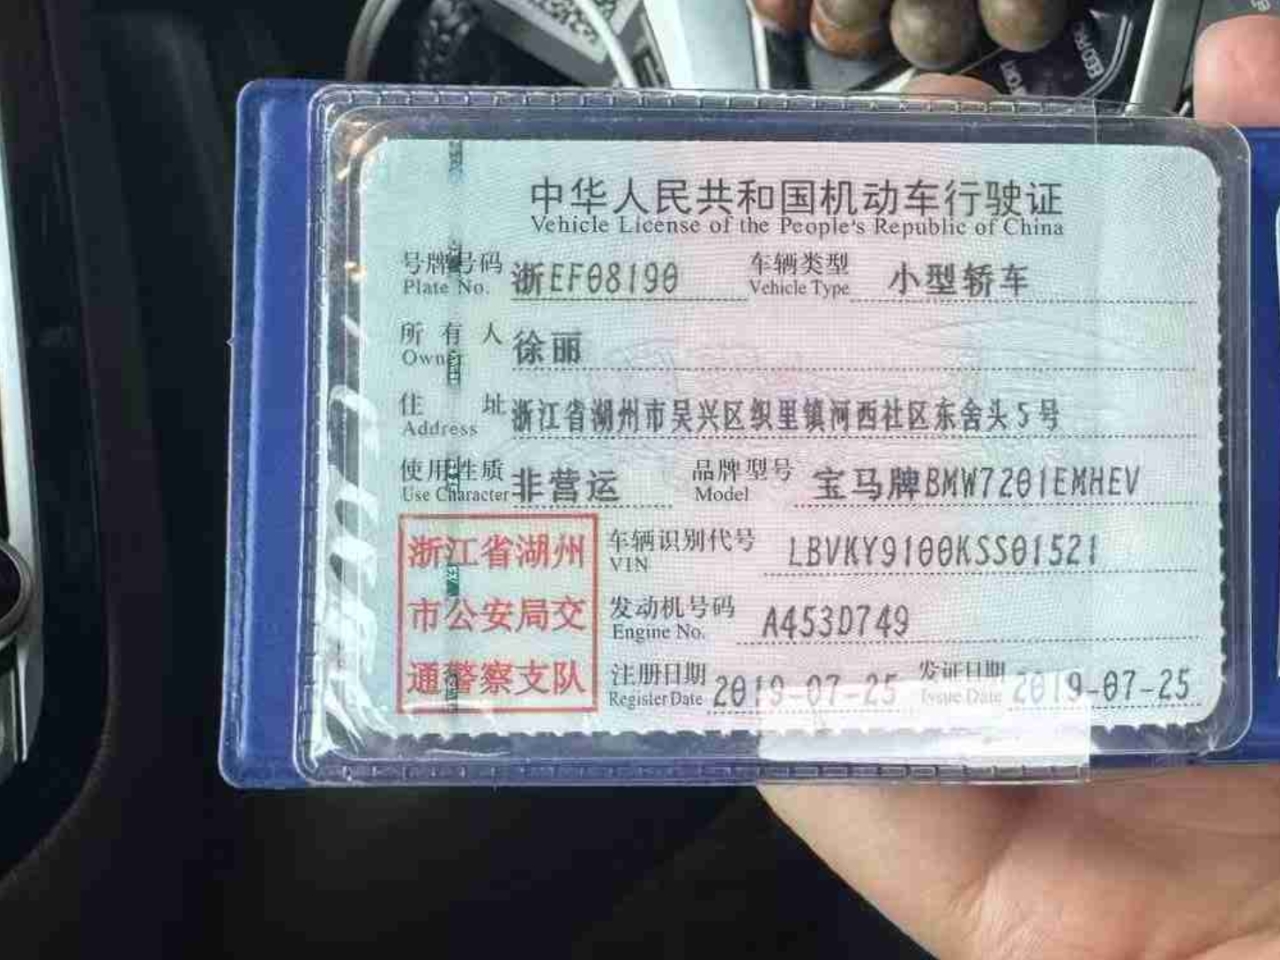 中华人民共和国机动车行驶证
Vehicle License of the People's Republic of China
号牌号码 浙EF08190 车辆类型 小型轿车
Plate No. Vehicle Type
所有人 徐丽
Owner
住址 浙江省湖州市吴兴区织里镇河西社区东舍头5号
Address
使用性质 非营运 品牌型号 宝马牌BMW7201EMHEV
Use Character Model
浙江省湖州
市公安局交
通警察支队
车辆识别代号 LBVKY9100KSS01521
VIN
发动机号码 A453D749
Engine No.
注册日期 2019-07-25 发证日期 2019-07-25
Register Date Issue Date